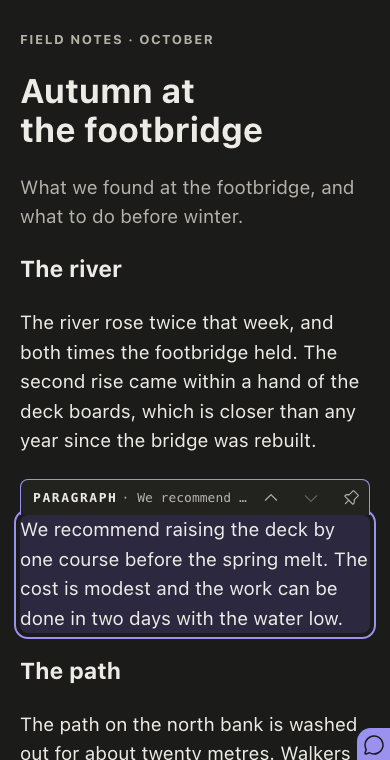 FIELD NOTES · OCTOBER
Autumn at
the footbridge
What we found at the footbridge, and
what to do before winter.
The river
The river rose twice that week, and
both times the footbridge held. The
second rise came within a hand of the
deck boards, which is closer than any
year since the bridge was rebuilt.
PARAGRAPH · We recommend …
We recommend raising the deck by
one course before the spring melt. The
cost is modest and the work can be
done in two days with the water low.
The path
The path on the north bank is washed
out for about twenty metres. Walkers